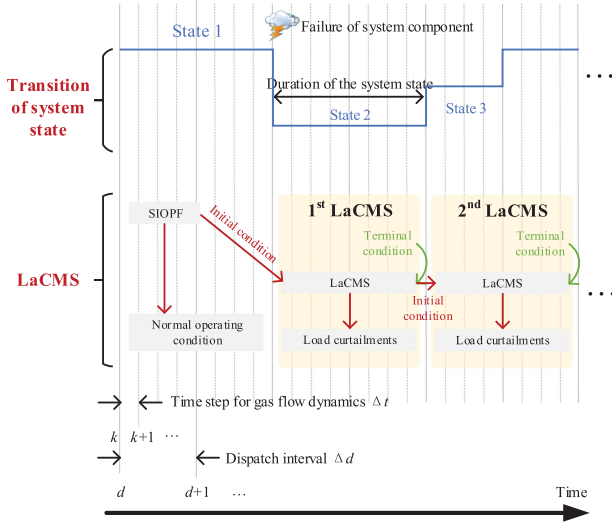 State 1
Failure of system component
Transition
of system
state
Duration of the system state
State 2
State 3
...
LaCMS
SIOPF
Initial condition
Normal operating
condition
1st LaCMS
Terminal
condition
LaCMS
Load curtailments
Initial
condition
2nd LaCMS
Terminal
condition
LaCMS
Load curtailments
...
Time step for gas flow dynamics Δt
k k+1 ...
Dispatch interval Δd
d d+1 ...
Time